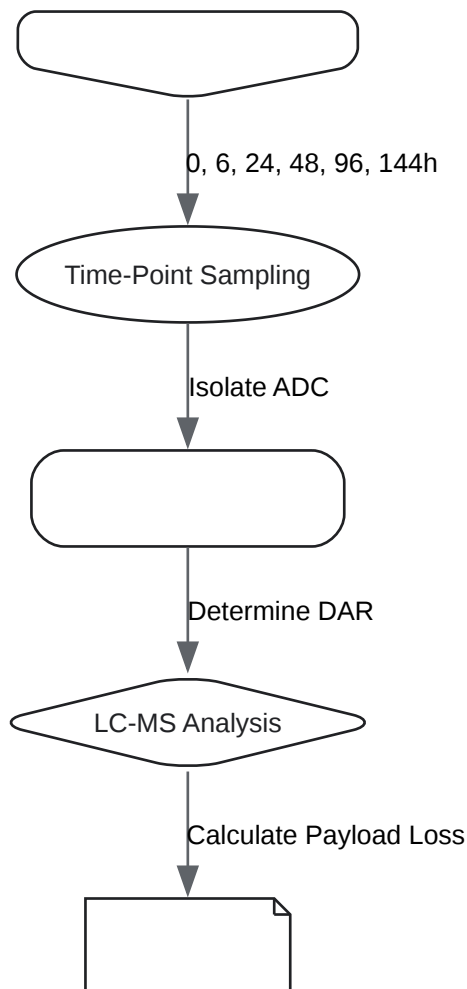 0, 6, 24, 48, 96, 144h
Time-Point Sampling
Isolate ADC
Determine DAR
LC-MS Analysis
Calculate Payload Loss